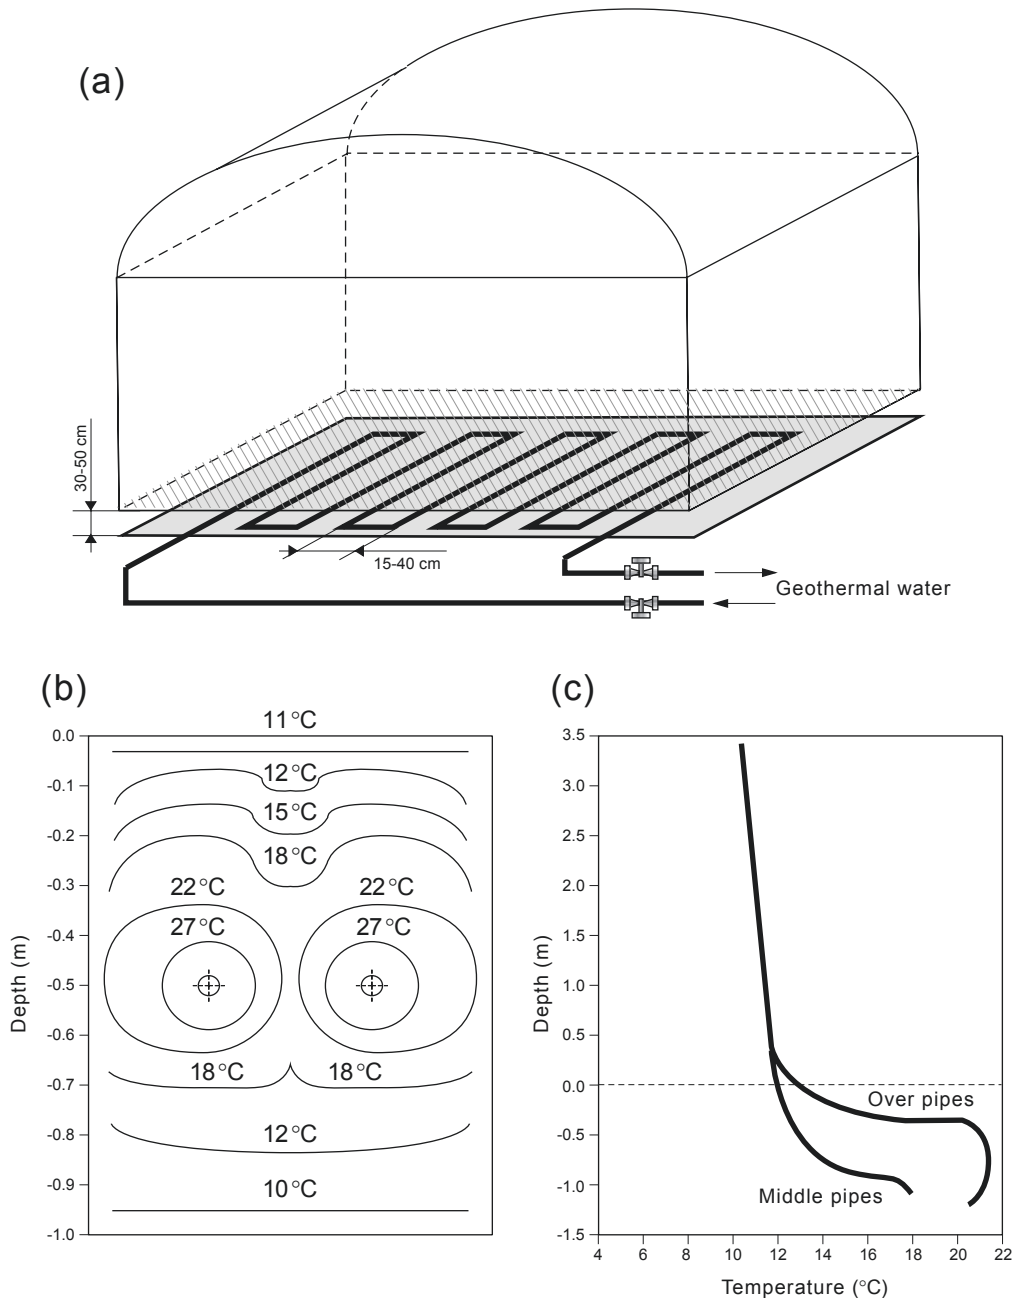 (a)
30-50 cm
15-40 cm
Geothermal water
(b)
11°C
0.0
12°C
-0.1
15°C
-0.2
18°C
-0.3
22°C 22°C
-0.4
27°C 27°C
-0.5
-0.6
18°C 18°C
-0.7
-0.8
12°C
-0.9
10°C
-1.0
Depth (m)
(c)
3.5
3.0
2.5
2.0
1.5
1.0
0.5
0.0
Over pipes
-0.5
Middle pipes
-1.0
-1.5
4 6 8 10 12 14 16 18 20 22
Depth (m)
Temperature (°C)